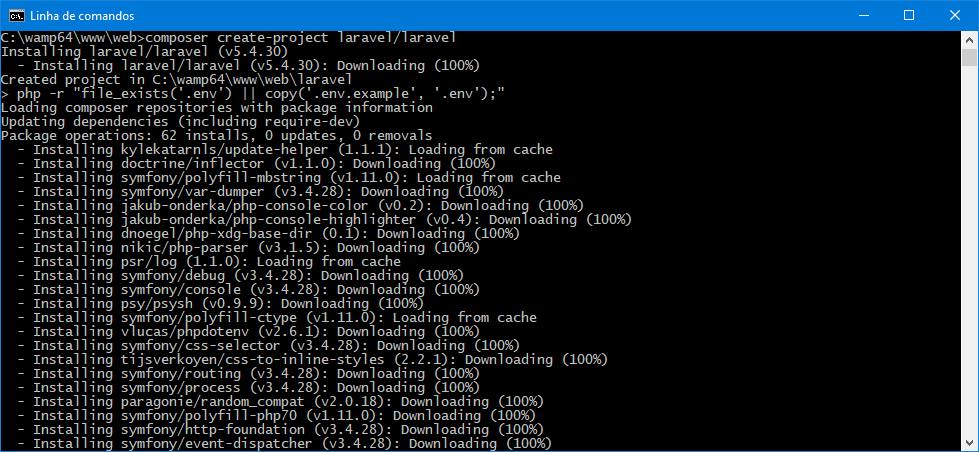 Linha de comandos
C:\wamp64\www\web>composer create-project laravel/laravel
Installing laravel/laravel (v5.4.30)
  - Installing laravel/laravel (v5.4.30): Downloading (100%)
Created project in C:\wamp64\www\web\laravel
> php -r "file_exists('.env') || copy('.env.example', '.env');"
Loading composer repositories with package information
Updating dependencies (including require-dev)
Package operations: 62 installs, 0 updates, 0 removals
  - Installing kylekatarnls/update-helper (1.1.1): Loading from cache
  - Installing doctrine/inflector (v1.1.0): Downloading (100%)
  - Installing symfony/polyfill-mbstring (v1.11.0): Loading from cache
  - Installing symfony/var-dumper (v3.4.28): Downloading (100%)
  - Installing jakub-onderka/php-console-color (v0.2): Downloading (100%)
  - Installing jakub-onderka/php-console-highlighter (v0.4): Downloading (100%)
  - Installing dnoegel/php-xdg-base-dir (0.1): Downloading (100%)
  - Installing nikic/php-parser (v3.1.5): Downloading (100%)
  - Installing psr/log (1.1.0): Loading from cache
  - Installing symfony/debug (v3.4.28): Downloading (100%)
  - Installing symfony/console (v3.4.28): Downloading (100%)
  - Installing psy/psysh (v0.9.9): Downloading (100%)
  - Installing symfony/polyfill-ctype (v1.11.0): Loading from cache
  - Installing vlucas/phpdotenv (v2.6.1): Downloading (100%)
  - Installing symfony/css-selector (v3.4.28): Downloading (100%)
  - Installing tijsverkoyen/css-to-inline-styles (2.2.1): Downloading (100%)
  - Installing symfony/routing (v3.4.28): Downloading (100%)
  - Installing symfony/process (v3.4.28): Downloading (100%)
  - Installing paragonie/random_compat (v2.0.18): Downloading (100%)
  - Installing symfony/polyfill-php70 (v1.11.0): Downloading (100%)
  - Installing symfony/http-foundation (v3.4.28): Downloading (100%)
  - Installing symfony/event-dispatcher (v3.4.28): Downloading (100%)